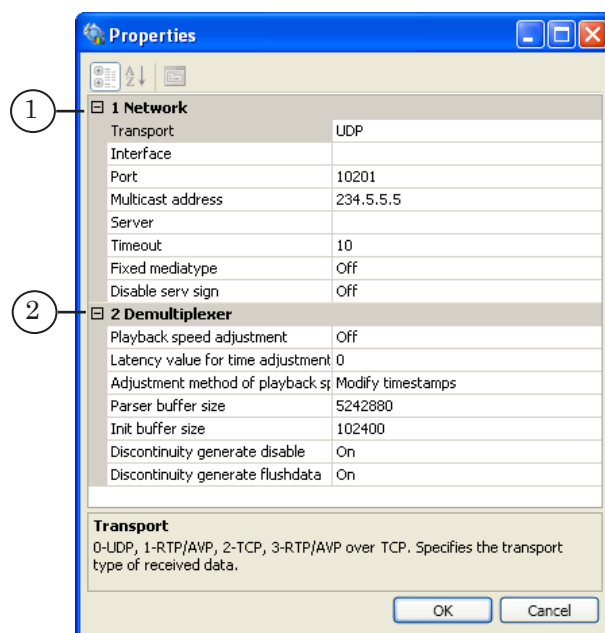 Properties
1
1 Network
Transport UDP
Interface
Port 10201
Multicast address 234.5.5.5
Server
Timeout 10
Fixed mediatype Off
Disable serv sign Off
2
2 Demultiplexer
Playback speed adjustment Off
Latency value for time adjustment 0
Adjustment method of playback sp Modify timestamps
Parser buffer size 5242880
Init buffer size 102400
Discontinuity generate disable On
Discontinuity generate flushdata On
Transport
0-UDP, 1-RTP/AVP, 2-TCP, 3-RTP/AVP over TCP. Specifies the transport
type of received data.
OK Cancel